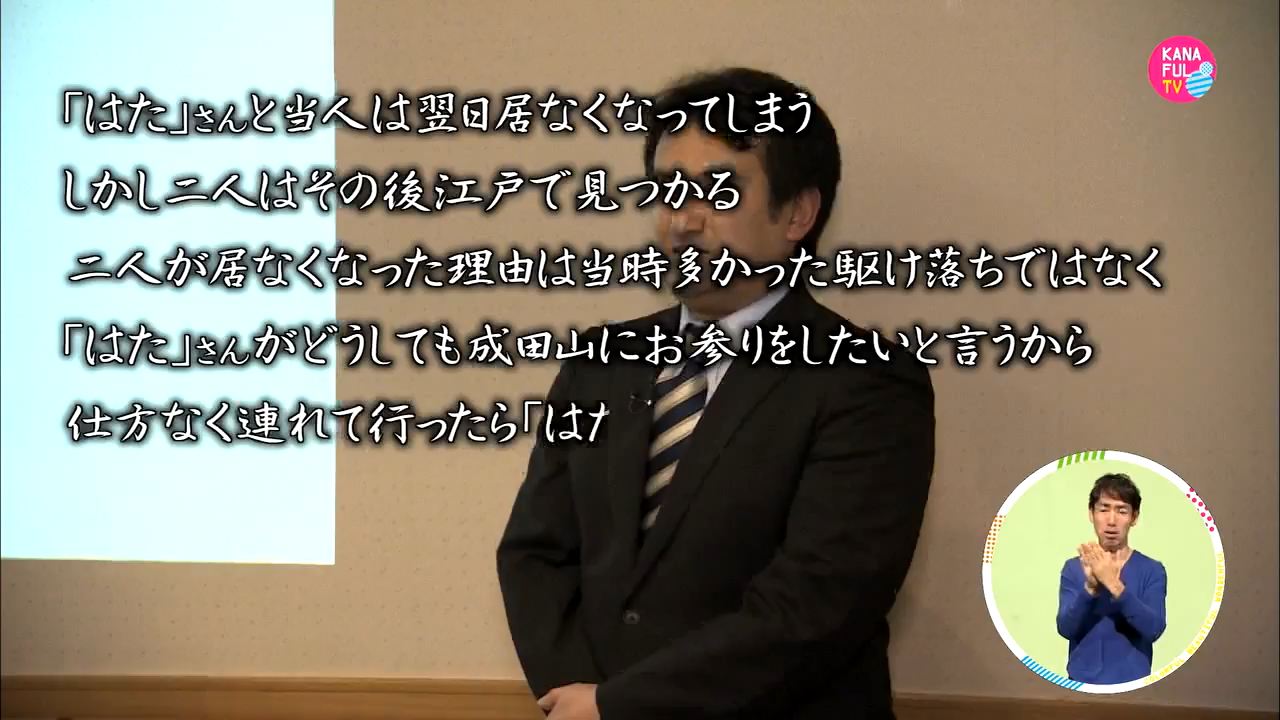 KANA
FUL
TV
「はた」さんと当人は翌日居なくなってしまう
しかし二人はその後江戸で見つかる
二人が居なくなった理由は当時多かった駆け落ちではなく
「はた」さんがどうしても成田山にお参りをしたいと言うから
仕方なく連れて行ったら「はた